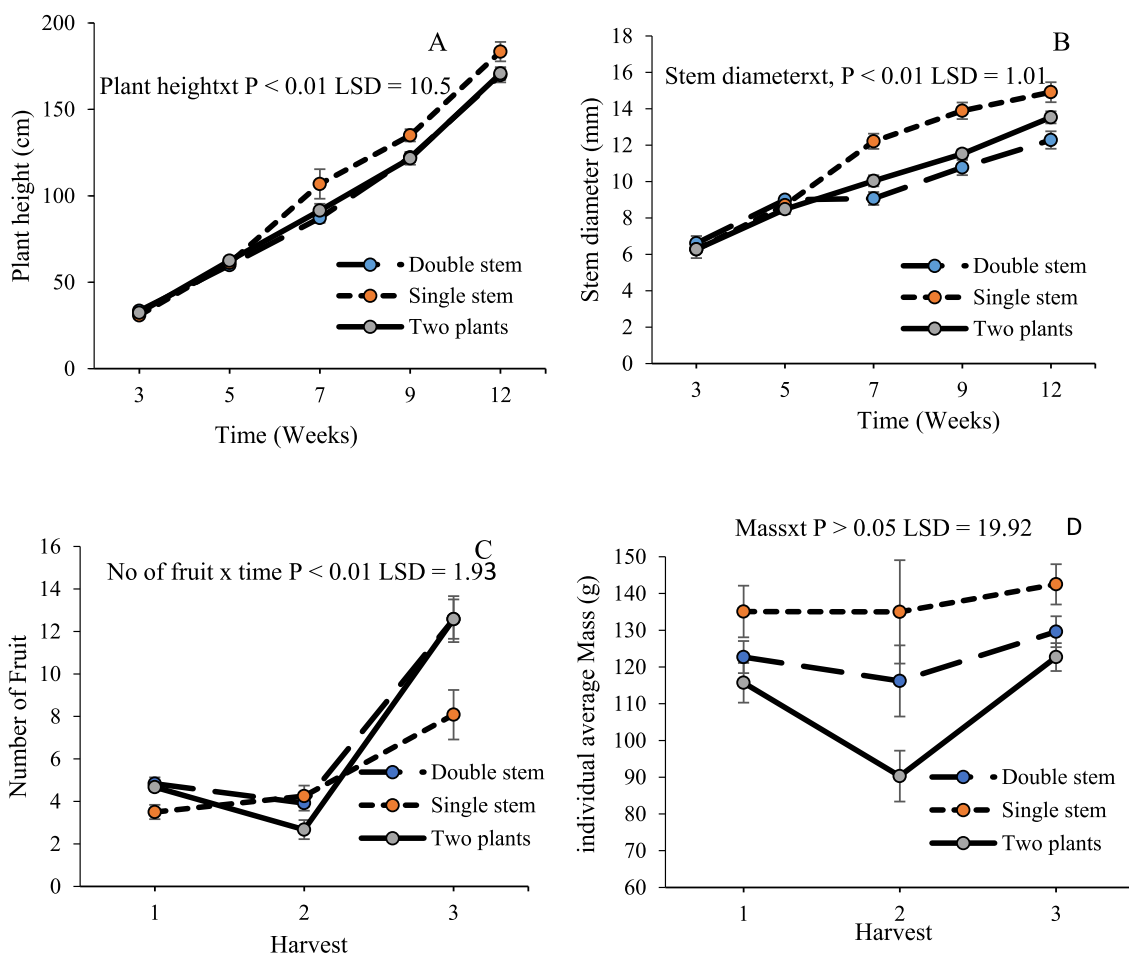 A
Plant heightxt P < 0.01 LSD = 10.5
Plant height (cm)
200
150
100
50
0
3 5 7 9 12
Time (Weeks)
Double stem
Single stem
Two plants
B
Stem diameterxt, P < 0.01 LSD = 1.01
Stem diameter (mm)
18
16
14
12
10
8
6
4
2
0
3 5 7 9 12
Time (Weeks)
Double stem
Single stem
Two plants
C
No of fruit x time P < 0.01 LSD = 1.93
Number of Fruit
16
14
12
10
8
6
4
2
0
1 2 3
Harvest
Double stem
Single stem
Two plants
Massxt P > 0.05 LSD = 19.92 D
individual average Mass (g)
150
140
130
120
110
100
90
80
70
60
1 2 3
Harvest
Double stem
Single stem
Two plants